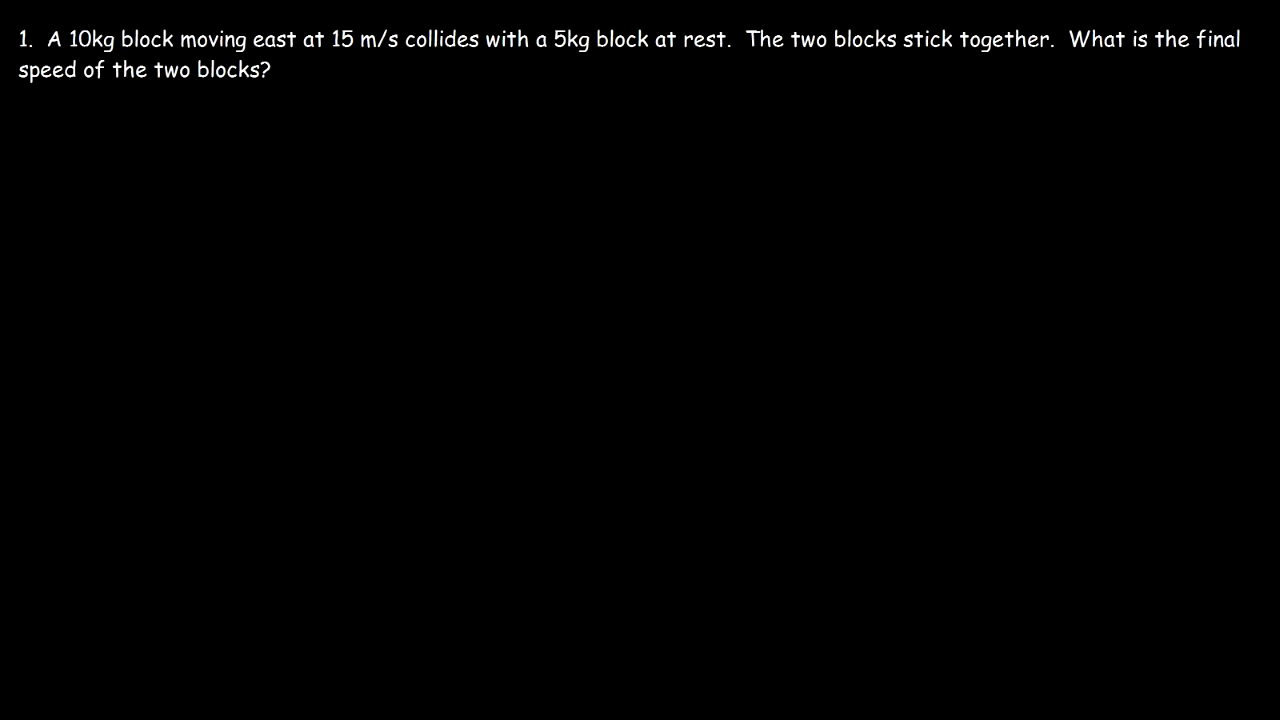 1.  A 10kg block moving east at 15 m/s collides with a 5kg block at rest.  The two blocks stick together.  What is the final
speed of the two blocks?